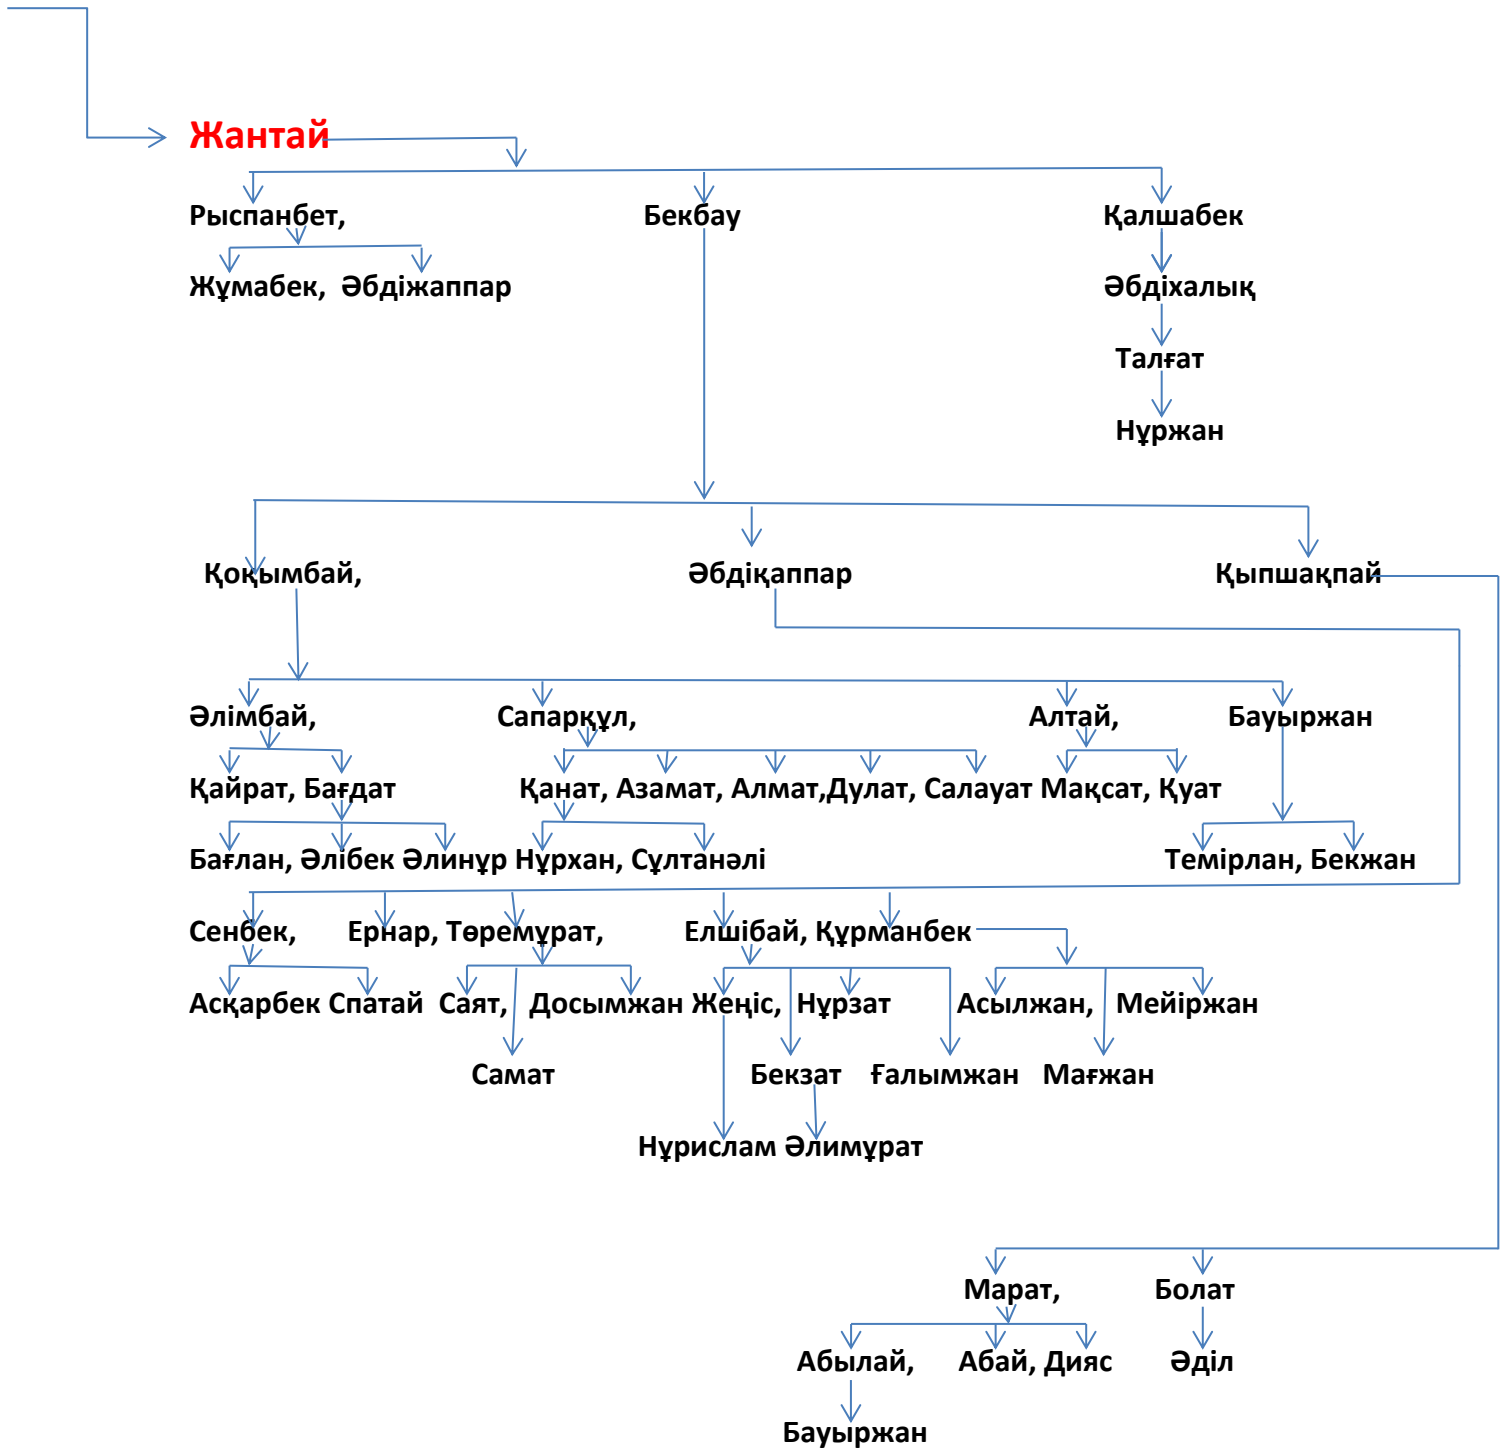 Жантай
Рыспанбет, Бекбау Қалшабек
Жұмабек, Әбдіжаппар Әбдіхалық
Талғат
Нұржан
Қоқымбай, Әбдіқаппар Қыпшақпай
Әлімбай, Сапарқұл, Алтай, Бауыржан
Қайрат, Бағдат Қанат, Азамат, Алмат,Дулат, Салауат Мақсат, Қуат
Бағлан, Әлібек Әлинұр Нұрхан, Сұлтанәлі Темірлан, Бекжан
Сенбек, Ернар, Төремұрат, Елшібай, Құрманбек
Асқарбек Спатай Саят, Досымжан Жеңіс, Нұрзат Асылжан, Мейіржан
Самат Бекзат Ғалымжан Мағжан
Нұрислам Әлимұрат
Марат, Болат
Абылай, Абай, Дияс Әділ
Бауыржан